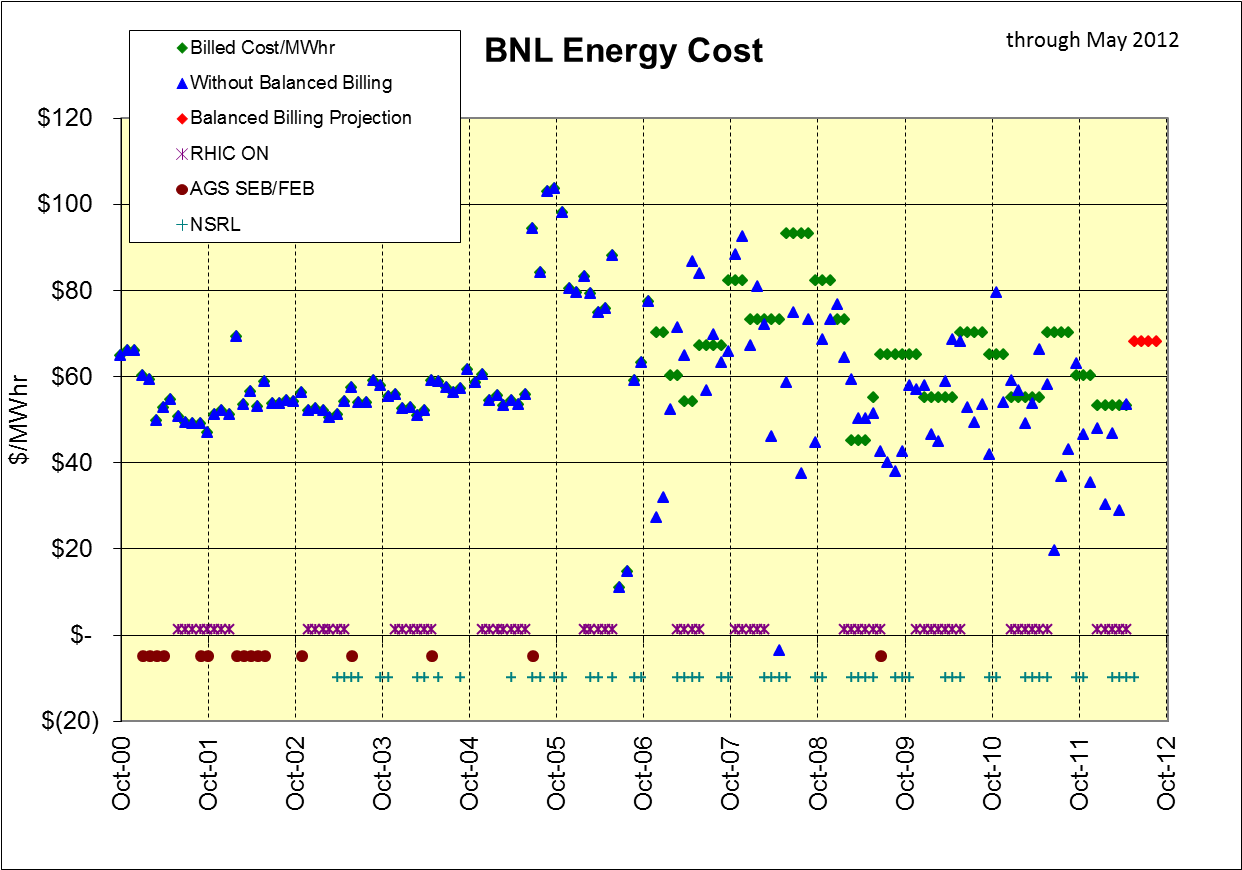 BNL Energy Cost
through May 2012
Billed Cost/MWhr
Without Balanced Billing
Balanced Billing Projection
RHIC ON
AGS SEB/FEB
NSRL
$/MWhr
$120
$100
$80
$60
$40
$20
$-
$(20)
Oct-00
Oct-01
Oct-02
Oct-03
Oct-04
Oct-05
Oct-06
Oct-07
Oct-08
Oct-09
Oct-10
Oct-11
Oct-12